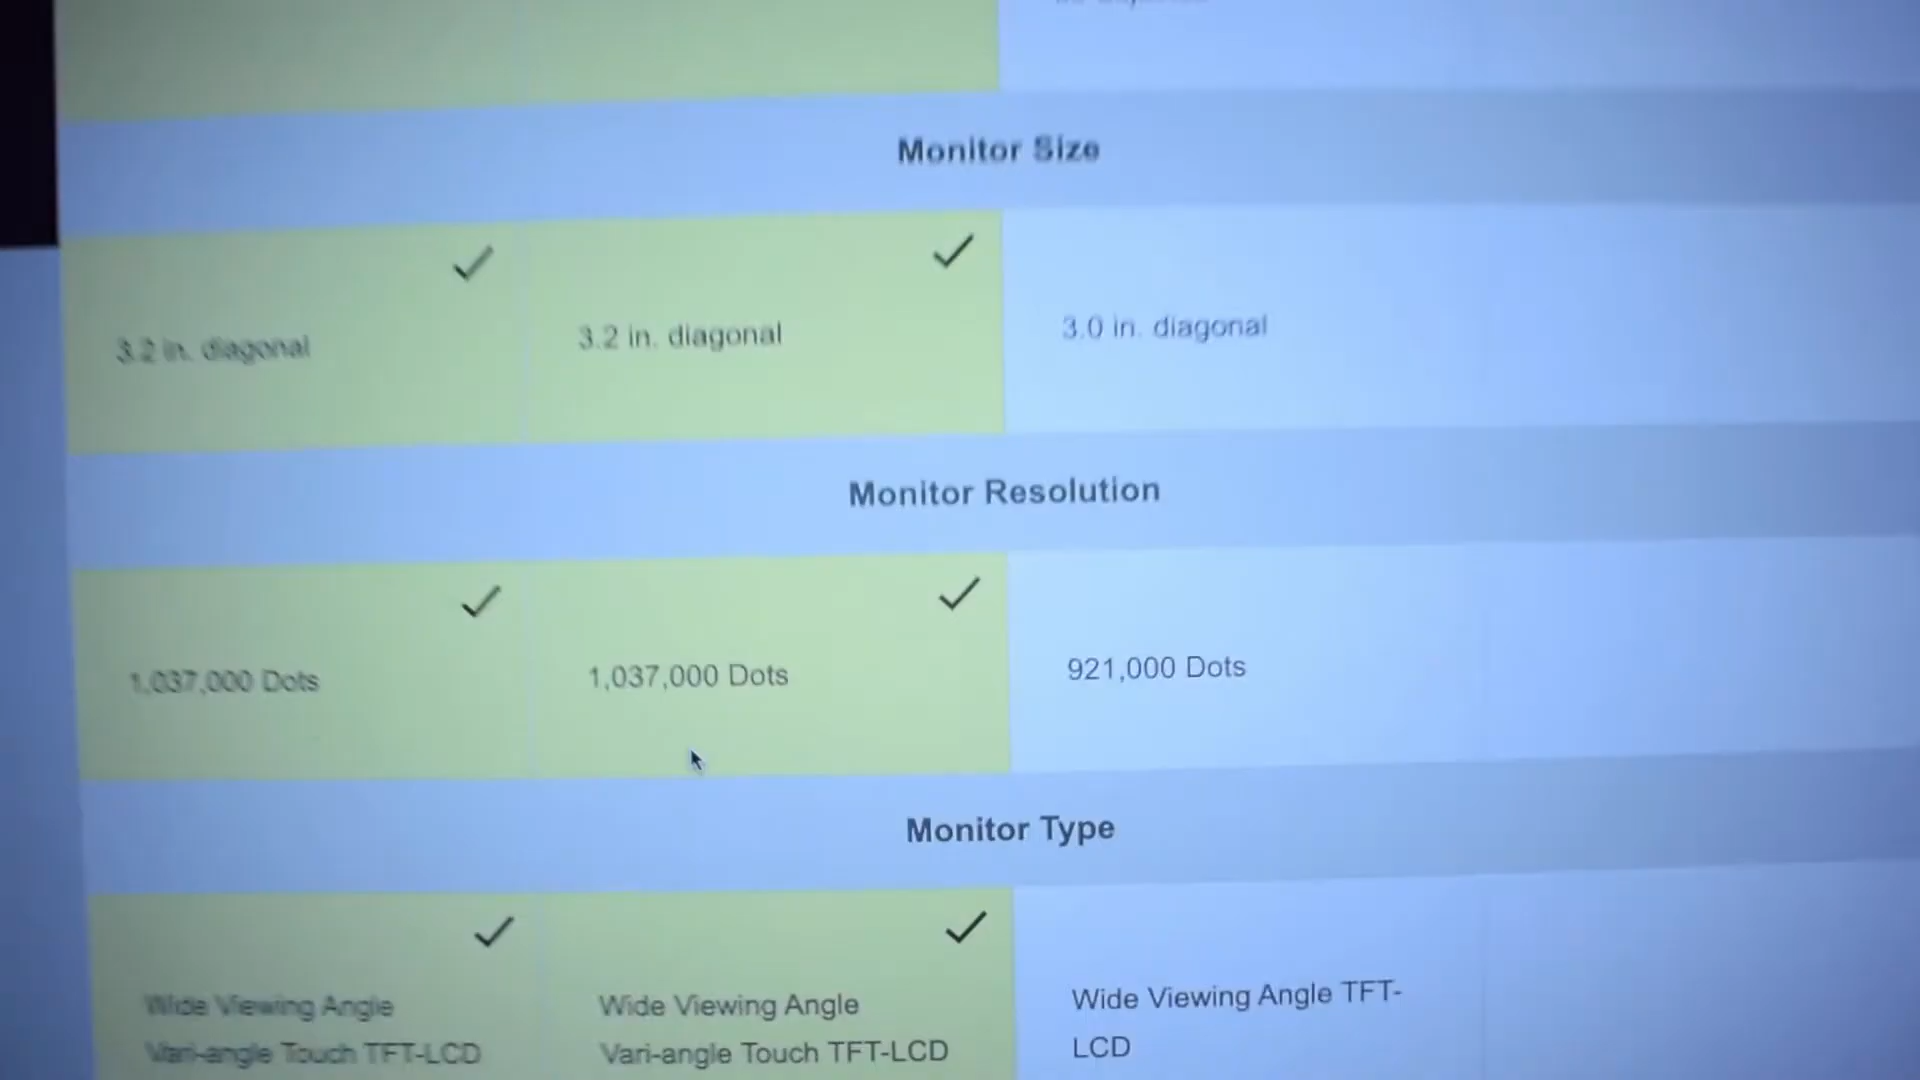 Monitor Size
3.2 in. diagonal
3.2 in. diagonal
3.0 in. diagonal
Monitor Resolution
1,037,000 Dots
1,037,000 Dots
921,000 Dots
Monitor Type
Wide Viewing Angle
Vari-angle Touch TFT-LCD
Wide Viewing Angle
Vari-angle Touch TFT-LCD
Wide Viewing Angle TFT-
LCD